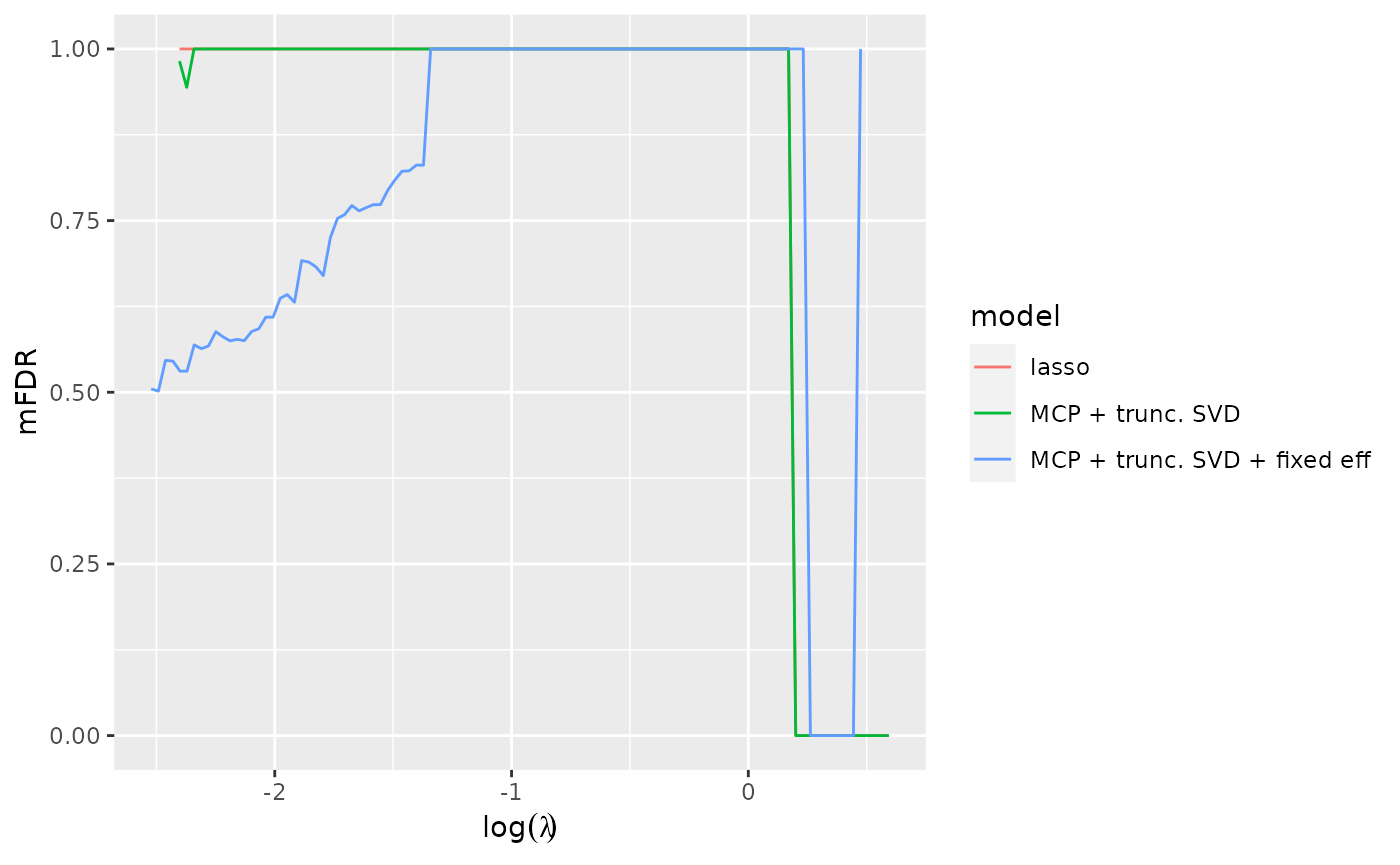 1.00
0.75
0.50
0.25
0.00
mFDR
-2
-1
0
log(λ)
model
lasso
MCP + trunc. SVD
MCP + trunc. SVD + fixed eff